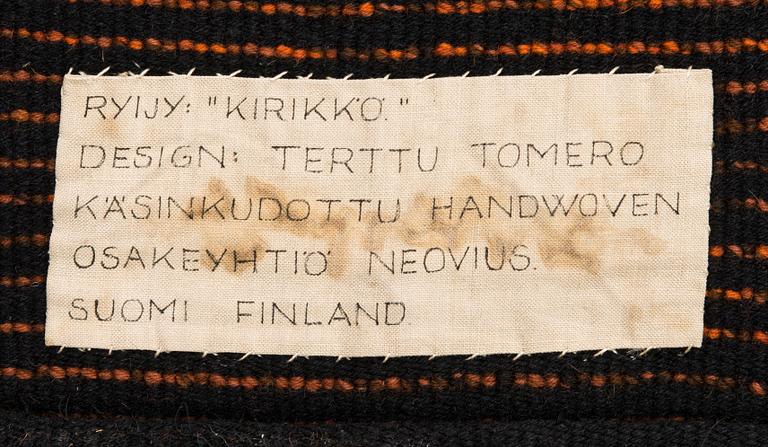 RYIJY: "KIRIKKÖ."
DESIGN: TERTTU TOMERO
KÄSINKUDOTTU HANDWOVEN
OSAKEYHTIÖ NEOVIUS.
SUOMI FINLAND.